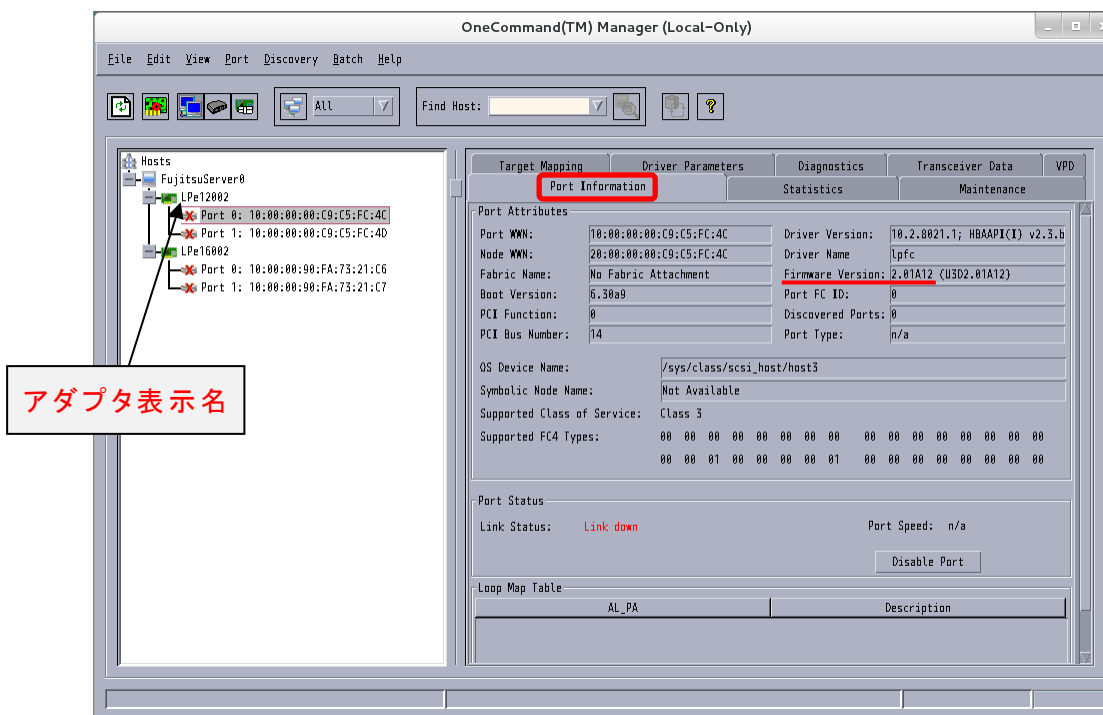 OneCommand(TM) Manager (Local-Only)
File Edit View Port Discovery Batch Help
All
Find Host:
Hosts
FujitsuServer0
LPe12002
Port 0: 10:00:00:00:C9:C5:FC:4C
Port 1: 10:00:00:00:C9:C5:FC:4D
LPe16002
Port 0: 10:00:00:90:FA:73:21:C6
Port 1: 10:00:00:90:FA:73:21:C7
アダプタ表示名
Target Mapping Driver Parameters Diagnostics Transceiver Data VPD
Port Information Statistics Maintenance
Port Attributes
Port WWN: 10:00:00:00:C9:C5:FC:4C Driver Version: 10.2.8021.1; HBAAPI(I) v2.3.b
Node WWN: 20:00:00:00:C9:C5:FC:4C Driver Name lpfc
Fabric Name: No Fabric Attachment Firmware Version: 2.01A12 (U3D2.01A12)
Boot Version: 6.30a9 Port FC ID: 0
PCI Function: 0 Discovered Ports: 0
PCI Bus Number: 14 Port Type: n/a
OS Device Name: /sys/class/scsi_host/host3
Symbolic Node Name: Not Available
Supported Class of Service: Class 3
Supported FC4 Types: 00 00 00 00 00 00 00 00 00 00 00 00 00 00 00 00
00 00 01 00 00 00 00 01 00 00 00 00 00 00 00 00
Port Status
Link Status: Link down Port Speed: n/a
Disable Port
Loop Map Table
AL_PA Description